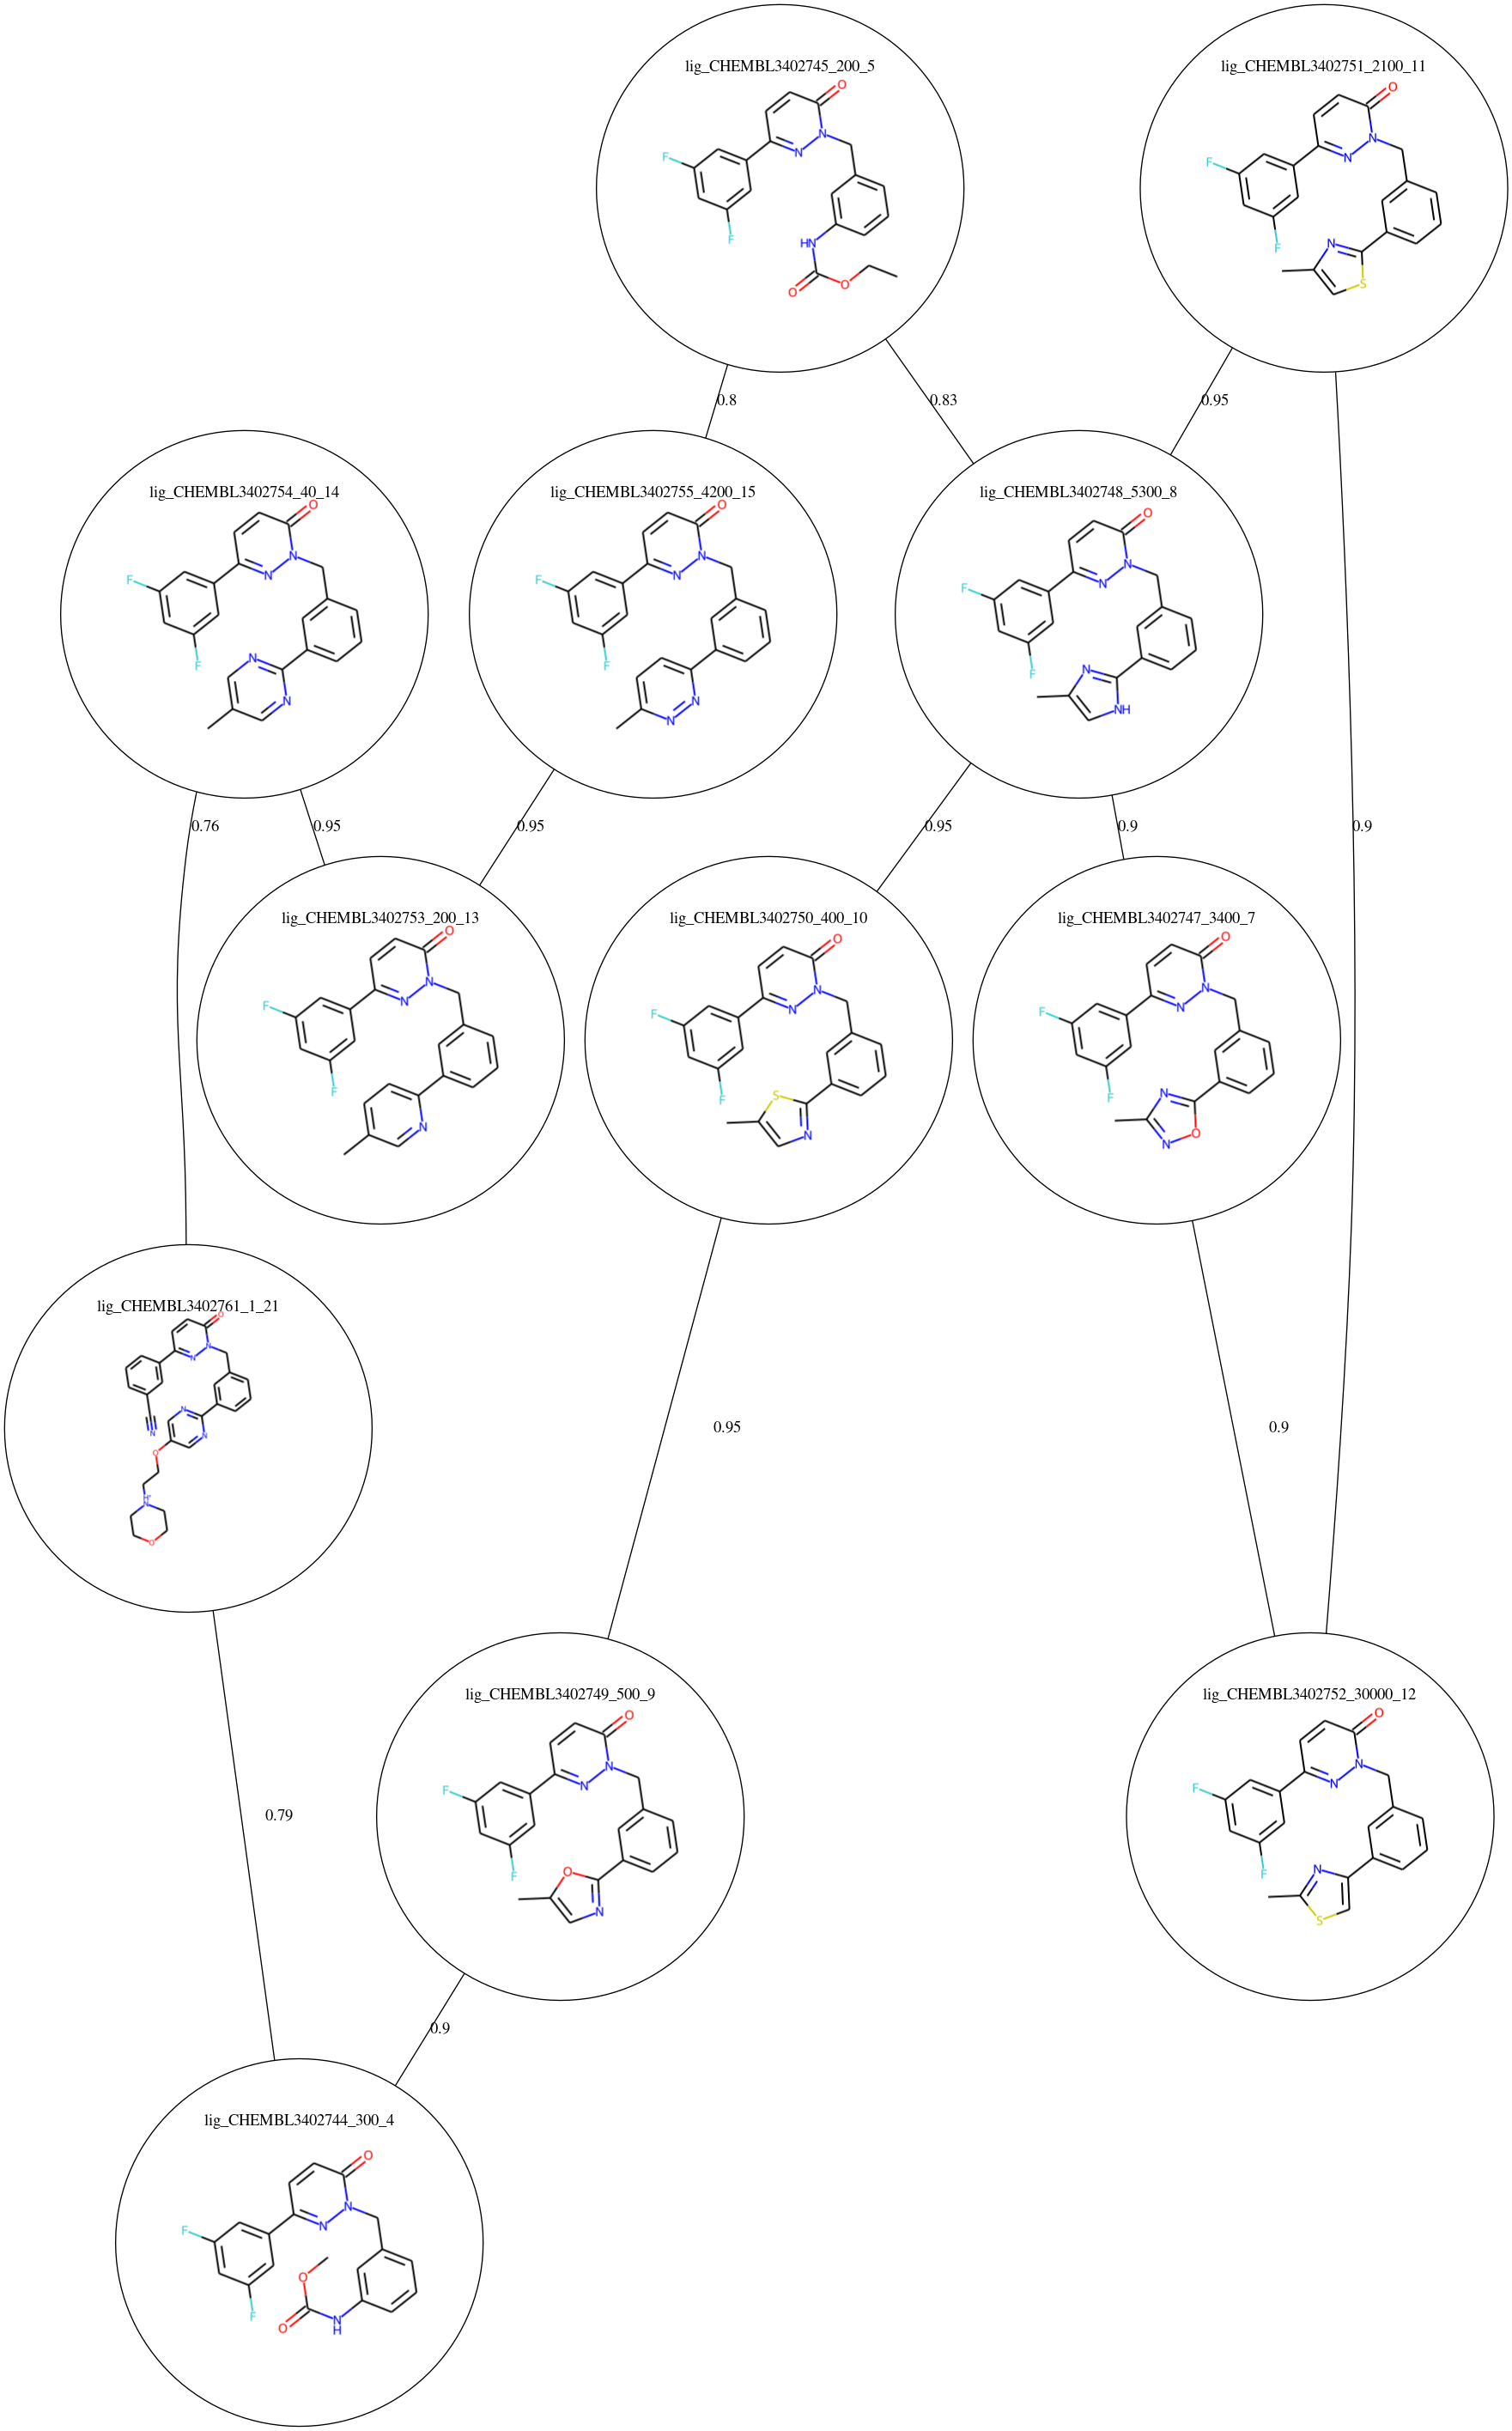 lig_CHEMBL3402745_200_5
lig_CHEMBL3402751_2100_11
O
N
N
F
F
HN
O
O
O
N
N
F
F
N
S
0.8
0.83
0.95
lig_CHEMBL3402754_40_14
lig_CHEMBL3402755_4200_15
lig_CHEMBL3402748_5300_8
O
N
N
F
F
N
N
O
N
N
F
F
N
N
O
N
N
F
F
N
NH
0.76
0.95
0.95
0.95
0.9
0.9
lig_CHEMBL3402753_200_13
lig_CHEMBL3402750_400_10
lig_CHEMBL3402747_3400_7
O
N
N
F
F
N
O
N
N
F
F
S
N
O
N
N
F
F
N
N
O
lig_CHEMBL3402761_1_21
O
N
N
N
N
N
O
NH+
O
0.95
0.9
lig_CHEMBL3402749_500_9
lig_CHEMBL3402752_30000_12
O
N
N
F
F
O
N
O
N
N
F
F
N
S
0.79
0.9
lig_CHEMBL3402744_300_4
O
N
N
F
F
O
O
N
H